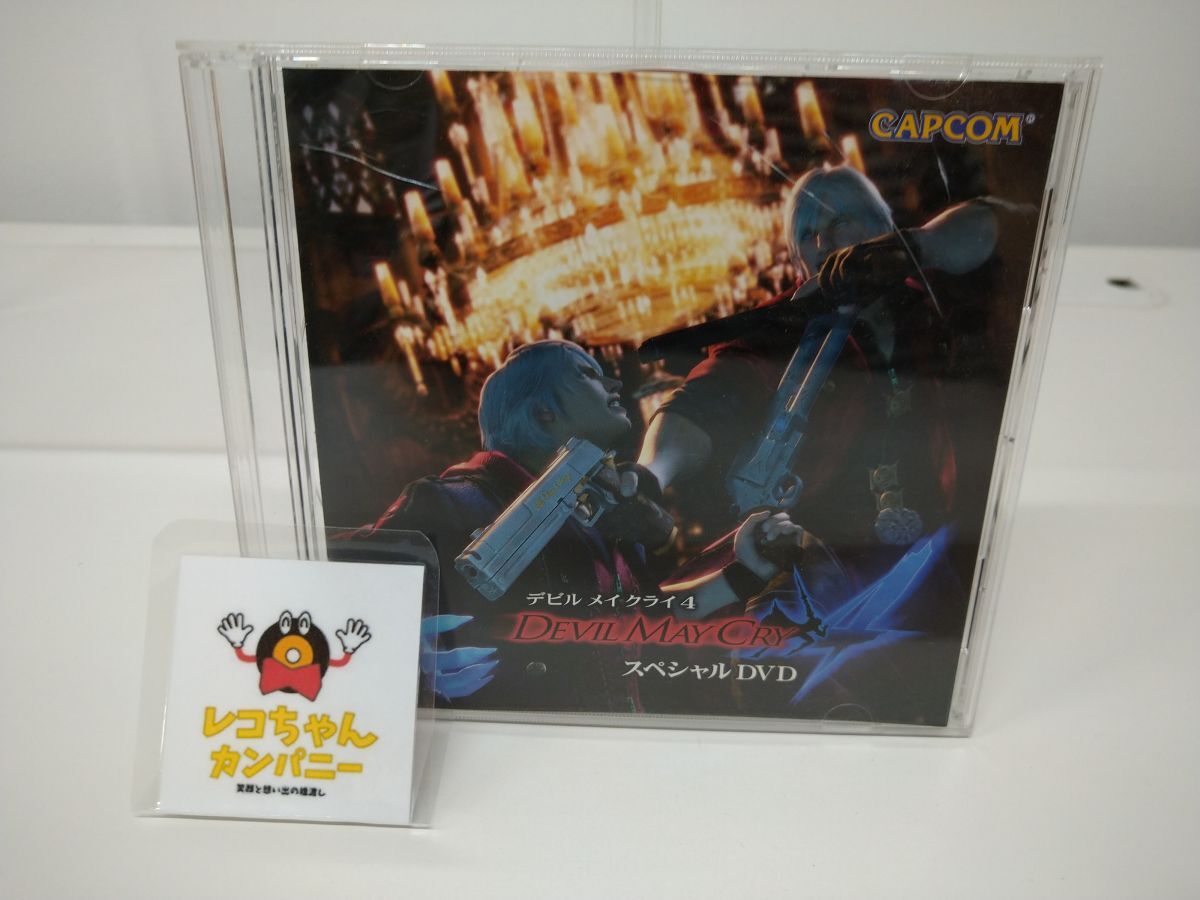 CAPCOM®
デビル メイ クライ 4
DEVIL MAY CRY 4
スペシャル DVD
レコちゃん
カンパニー
笑顔と想い出の橋渡し